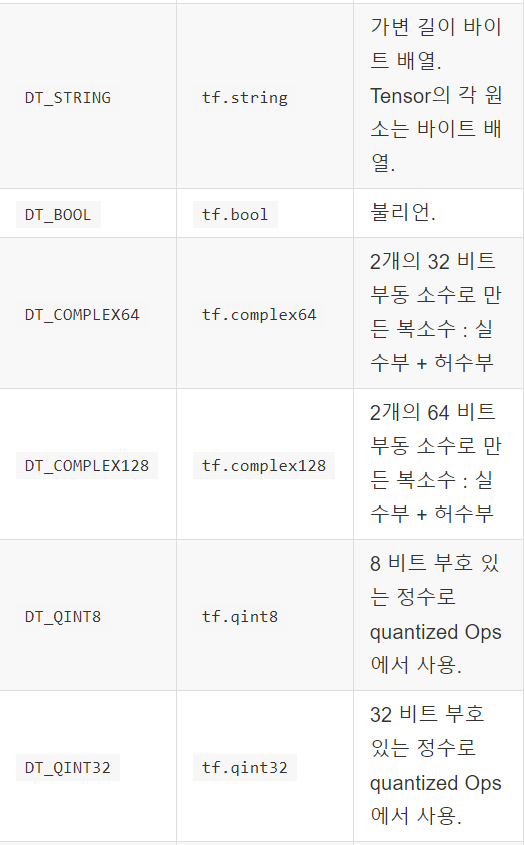 DT_STRING tf.string 가변 길이 바이
트 배열.
Tensor의 각 원
소는 바이트 배
열.
DT_BOOL tf.bool 불리언.
DT_COMPLEX64 tf.complex64 2개의 32 비트
부동 소수로 만
든 복소수 : 실
수부 + 허수부
DT_COMPLEX128 tf.complex128 2개의 64 비트
부동 소수로 만
든 복소수 : 실
수부 + 허수부
DT_QINT8 tf.qint8 8 비트 부호 있
는 정수로
quantized Ops
에서 사용.
DT_QINT32 tf.qint32 32 비트 부호
있는 정수로
quantized Ops
에서 사용.